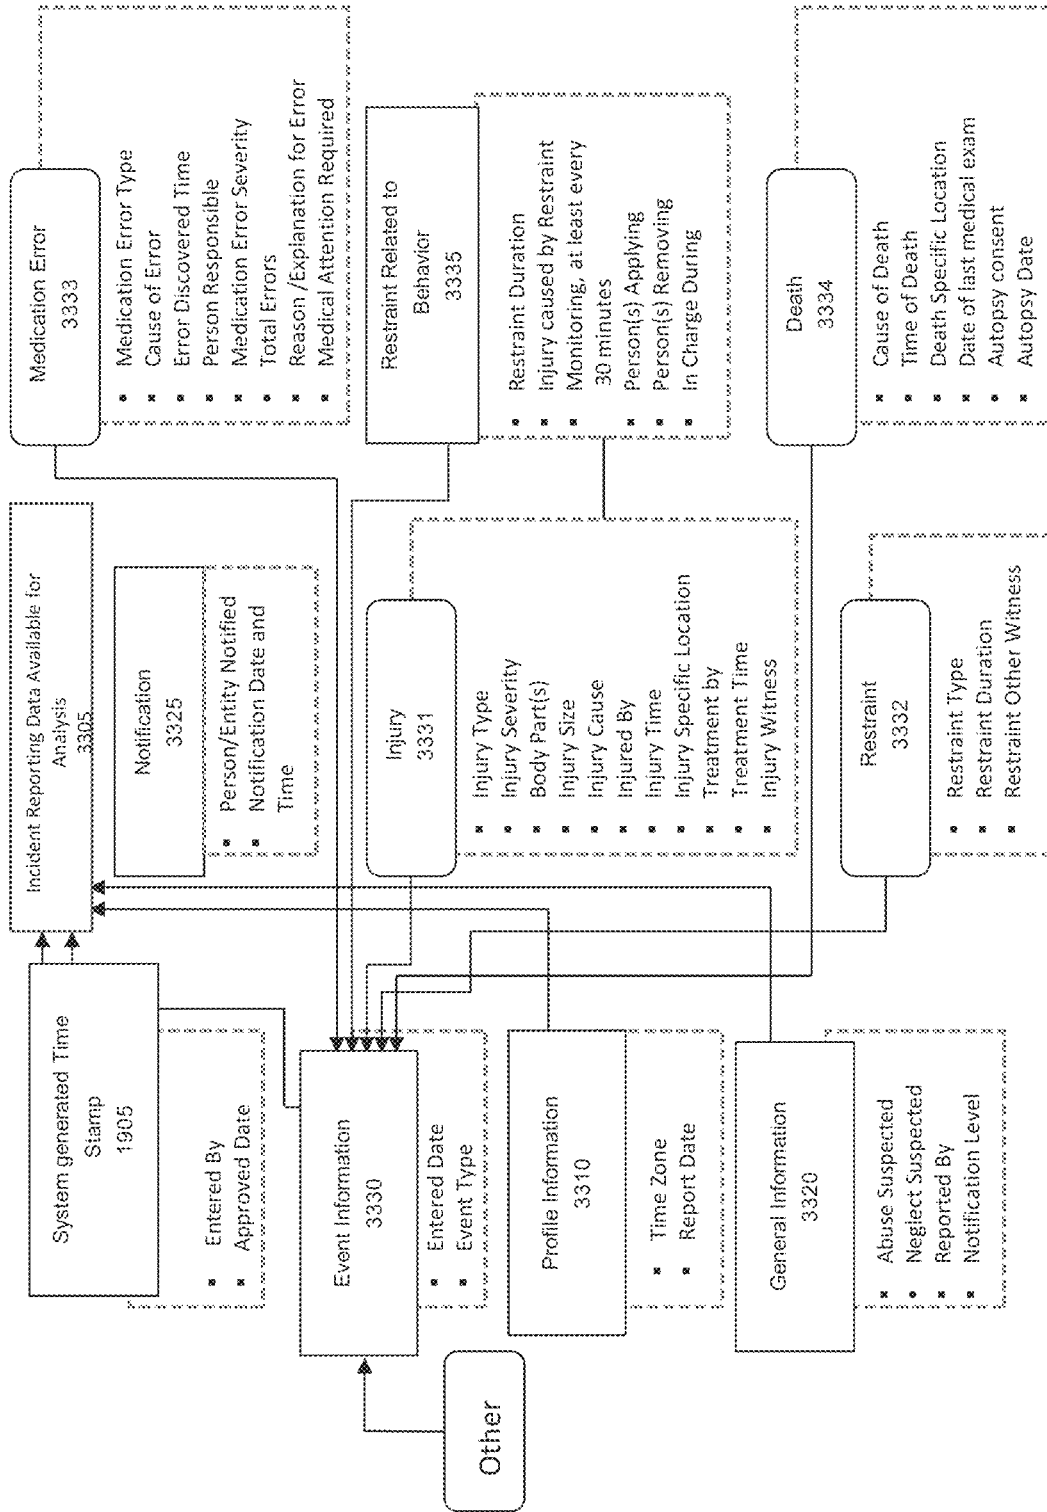 System generated Time
Stamp
1905
Entered By
Approved Date
Event Information
3330
Entered Date
Event Type
Other
Profile Information
3310
Time Zone
Report Date
General Information
3320
Abuse Suspected
Neglect Suspected
Reported By
Notification Level
Incident Reporting Data Available for
Analysis
3305
Notification
3325
Person/Entity Notified
Notification Date and
Time
Injury
3331
Injury Type
Injury Severity
Body Part(s)
Injury Size
Injury Cause
Injured By
Injury Time
Injury Specific Location
Treatment by
Treatment Time
Injury Witness
Restraint
3332
Restraint Type
Restraint Duration
Restraint Other Witness
Medication Error
3333
Medication Error Type
Cause of Error
Error Discovered Time
Person Responsible
Medication Error Severity
Total Errors
Reason /Explanation for Error
Medical Attention Required
Restraint Related to
Behavior
3335
Restraint Duration
Injury caused by Restraint
Monitoring, at least every
30 minutes
Person(s) Applying
Person(s) Removing
In Charge During
Death
3334
Cause of Death
Time of Death
Death Specific Location
Date of last medical exam
Autopsy consent
Autopsy Date